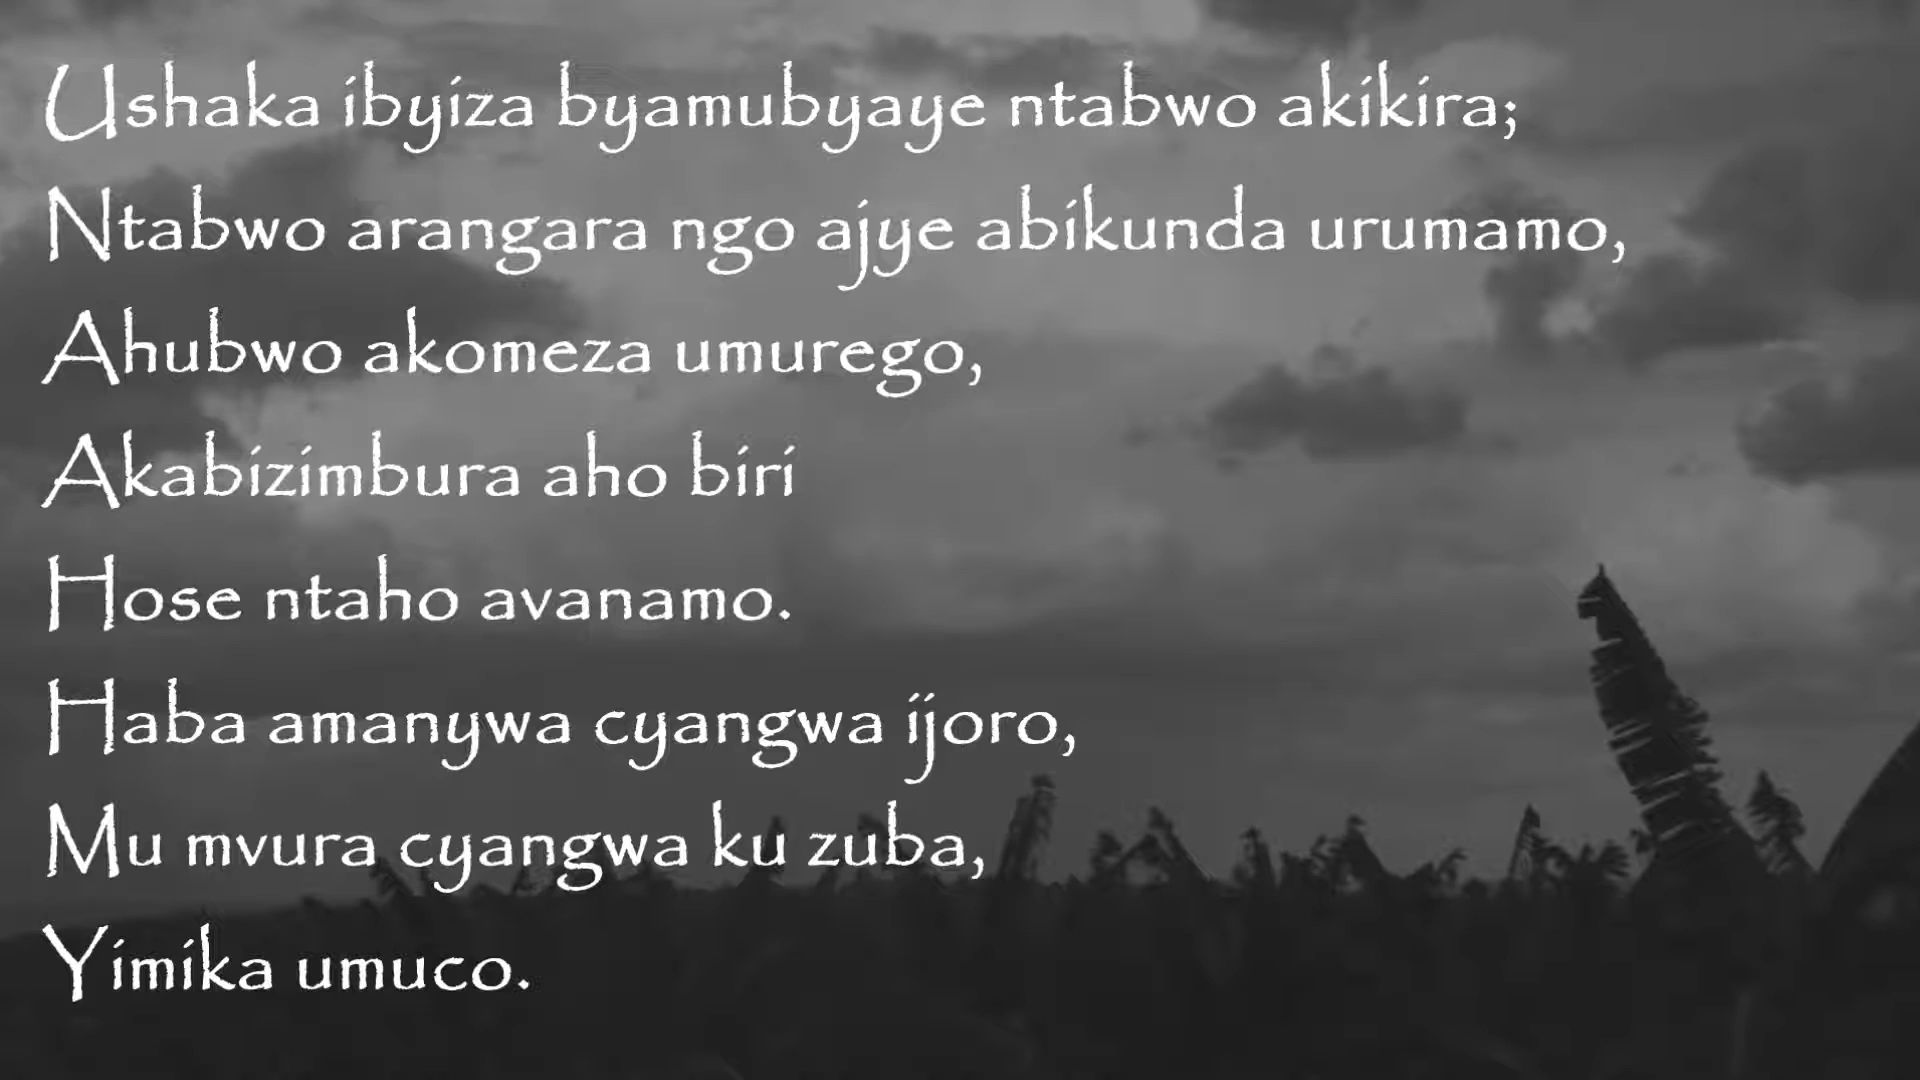 Ushaka ibyiza byamubyaye ntabwo akikira;
Ntabwo arangara ngo ajye abikunda urumamo,
Ahubwo akomeza umurego,
Akabizimbura aho biri
Hose ntaho avanamo.
Haba amanywa cyangwa ijoro,
Mu mvura cyangwa ku zuba,
Yimika umuco.